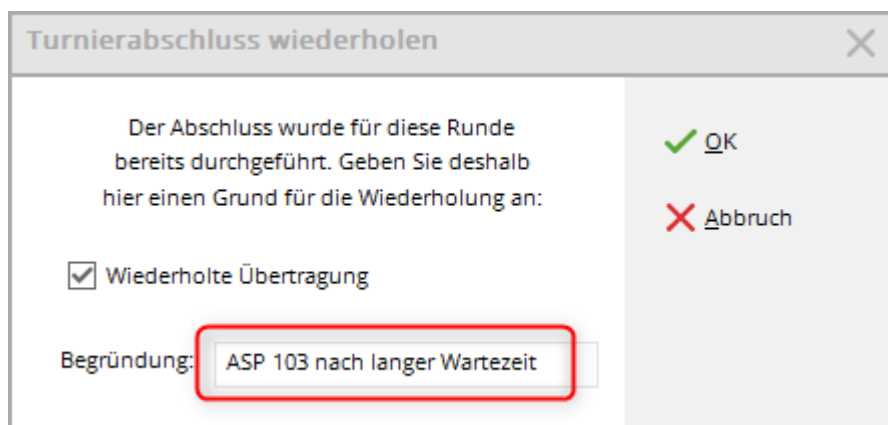 Turnierabschluss wiederholen
Der Abschluss wurde für diese Runde
bereits durchgeführt. Geben Sie deshalb
hier einen Grund für die Wiederholung an:
Wiederholte Übertragung
Begründung: ASP 103 nach langer Wartezeit
OK
Abbruch